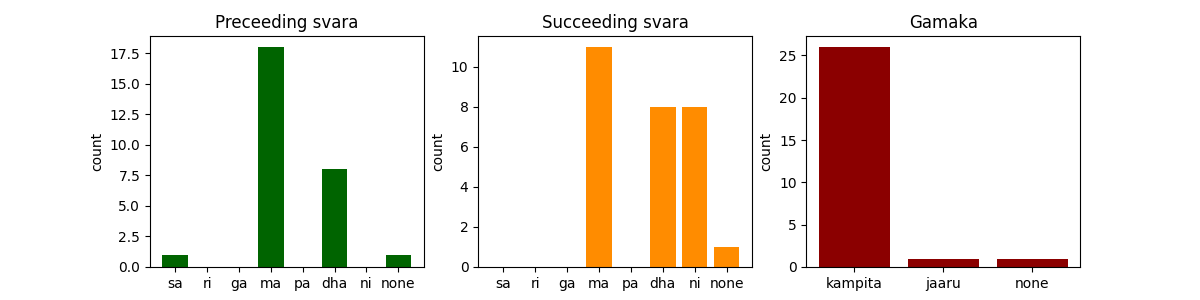 Preceeding svara
count
17.5
15.0
12.5
10.0
7.5
5.0
2.5
0.0
sa ri ga ma pa dha ni none
Succeeding svara
count
10
8
6
4
2
0
sa ri ga ma pa dha ni none
Gamaka
count
25
20
15
10
5
0
kampita jaaru none